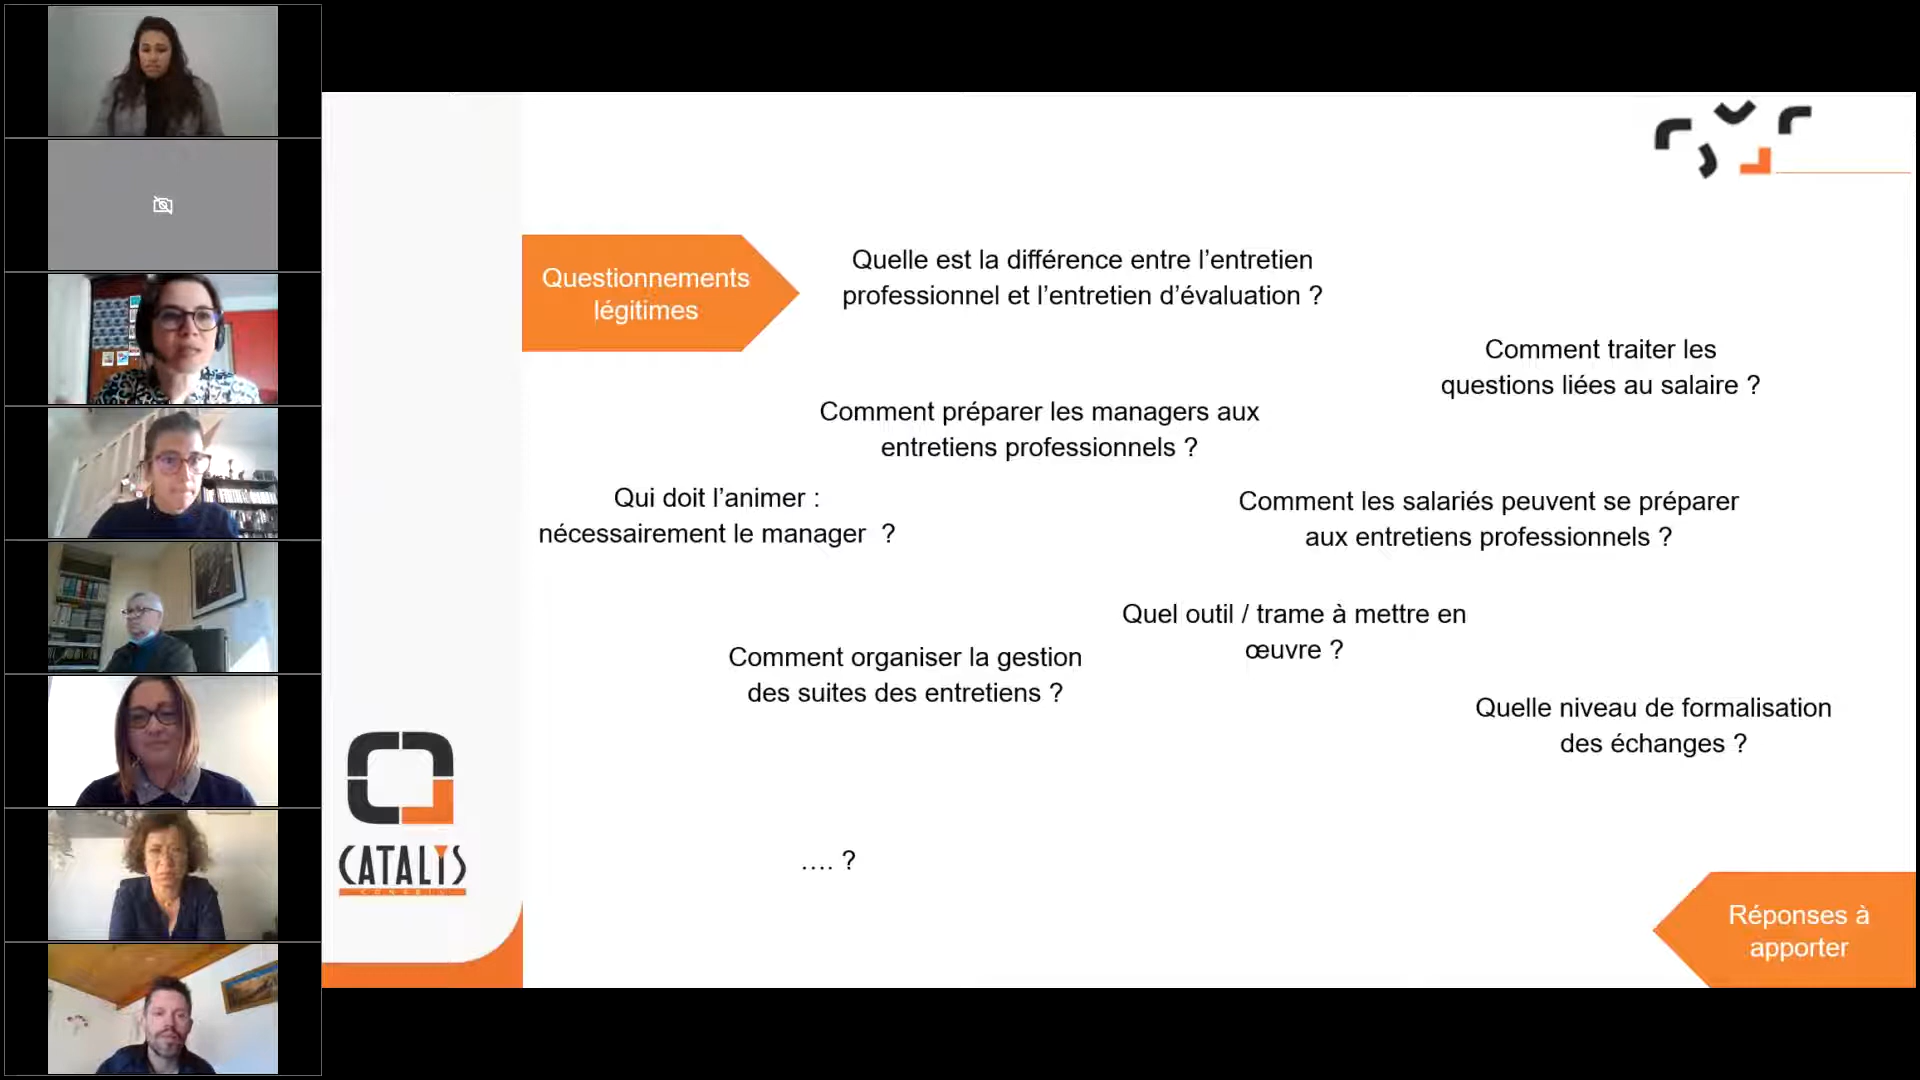 Questionnements
légitimes
Quelle est la différence entre l’entretien
professionnel et l’entretien d’évaluation ?
Comment traiter les
questions liées au salaire ?
Comment préparer les managers aux
entretiens professionnels ?
Qui doit l’animer :
nécessairement le manager  ?
Comment les salariés peuvent se préparer
aux entretiens professionnels ?
Quel outil / trame à mettre en
œuvre ?
Comment organiser la gestion
des suites des entretiens ?
Quelle niveau de formalisation
des échanges ?
.... ?
CATALYS
CONSEIL
Réponses à
apporter